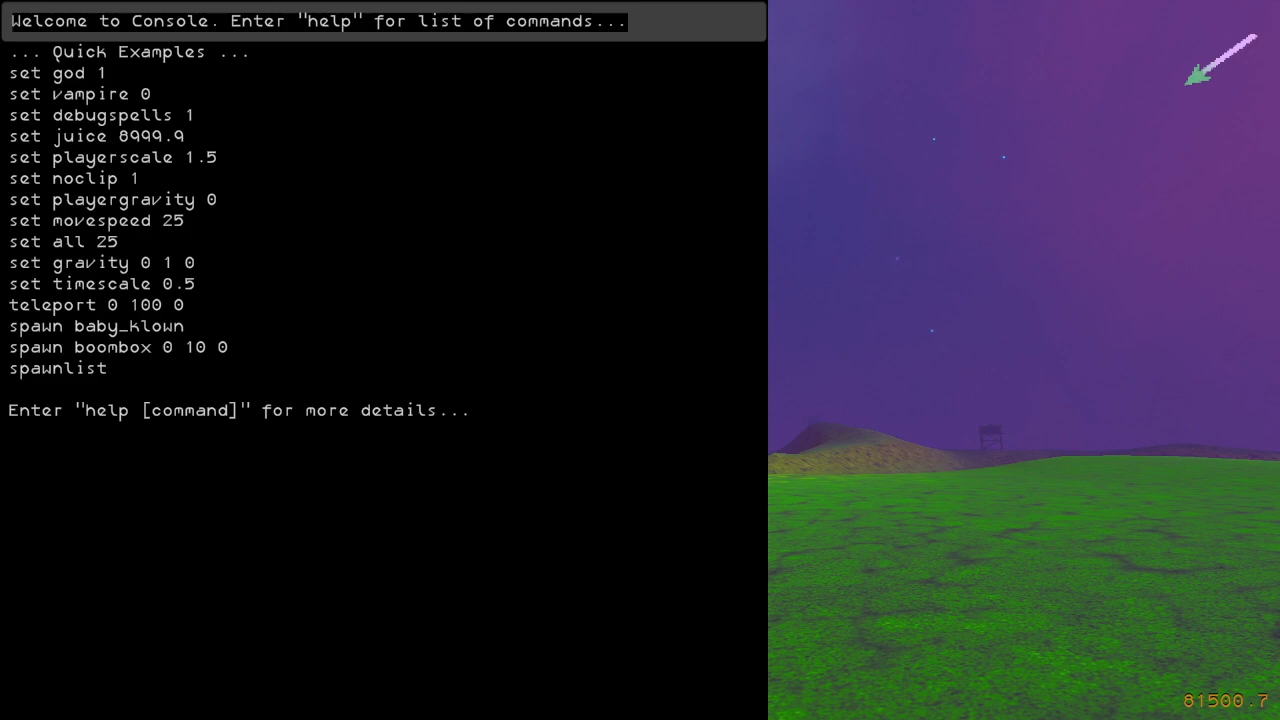 Welcome to Console. Enter "help" for list of commands...
... Quick Examples ...
set god 1
set vampire 0
set debugspells 1
set juice 8999.9
set playerscale 1.5
set noclip 1
set playergravity 0
set movespeed 25
set all 25
set gravity 0 1 0
set timescale 0.5
teleport 0 100 0
spawn baby_klown
spawn boombox 0 10 0
spawnlist
Enter "help [command]" for more details...
81500.7